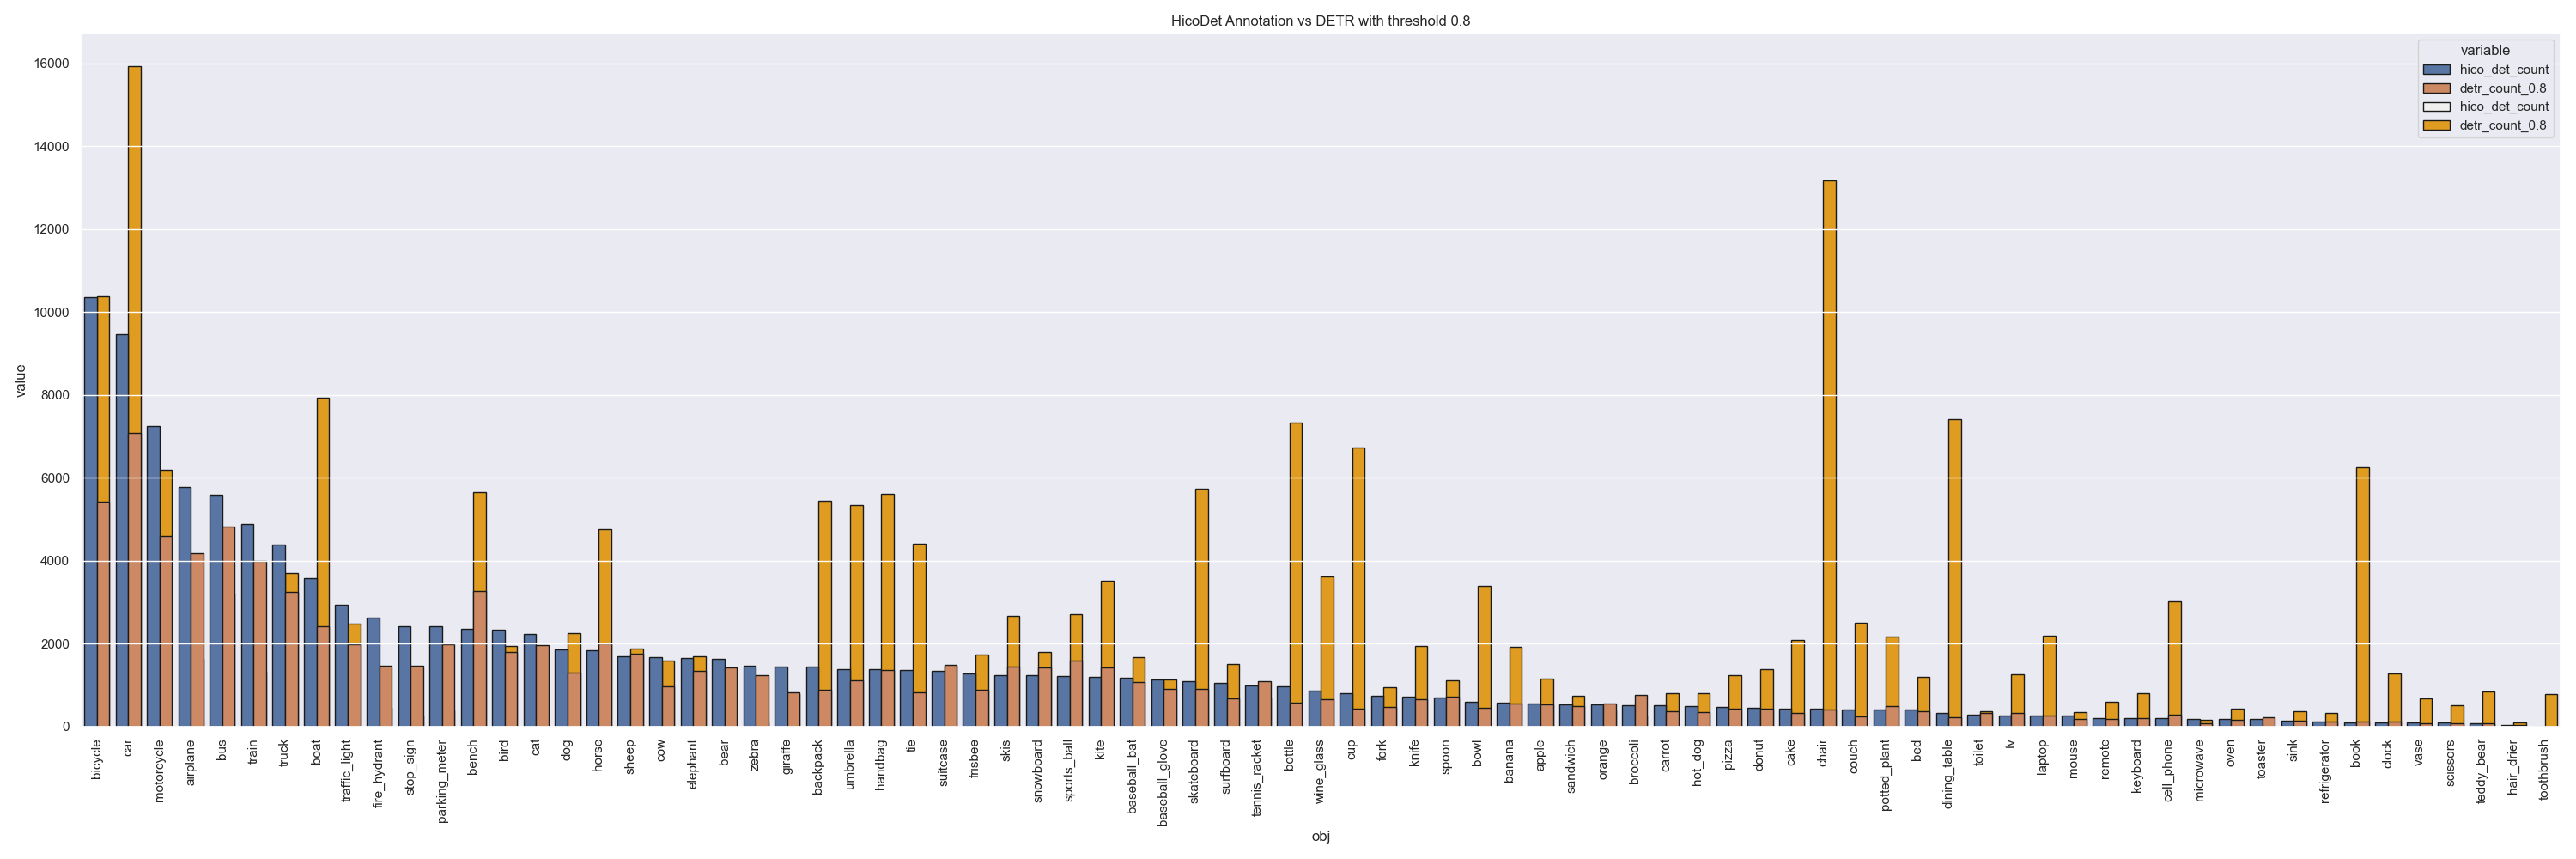 HicoDet Annotation vs DETR with threshold 0.8
variable
hico_det_count
detr_count_0.8
hico_det_count
detr_count_0.8
16000
14000
12000
10000
8000
6000
4000
2000
0
value
bicycle
car
motorcycle
airplane
bus
train
truck
boat
traffic_light
fire_hydrant
stop_sign
parking_meter
bench
bird
cat
dog
horse
sheep
cow
elephant
bear
zebra
giraffe
backpack
umbrella
handbag
tie
suitcase
frisbee
skis
snowboard
sports_ball
kite
baseball_bat
baseball_glove
skateboard
surfboard
tennis_racket
bottle
wine_glass
cup
fork
knife
spoon
bowl
banana
apple
sandwich
orange
broccoli
carrot
hot_dog
pizza
donut
cake
chair
couch
potted_plant
bed
dining_table
toilet
tv
laptop
mouse
remote
keyboard
cell_phone
microwave
oven
toaster
sink
refrigerator
book
clock
vase
scissors
teddy_bear
hair_drier
toothbrush
obj